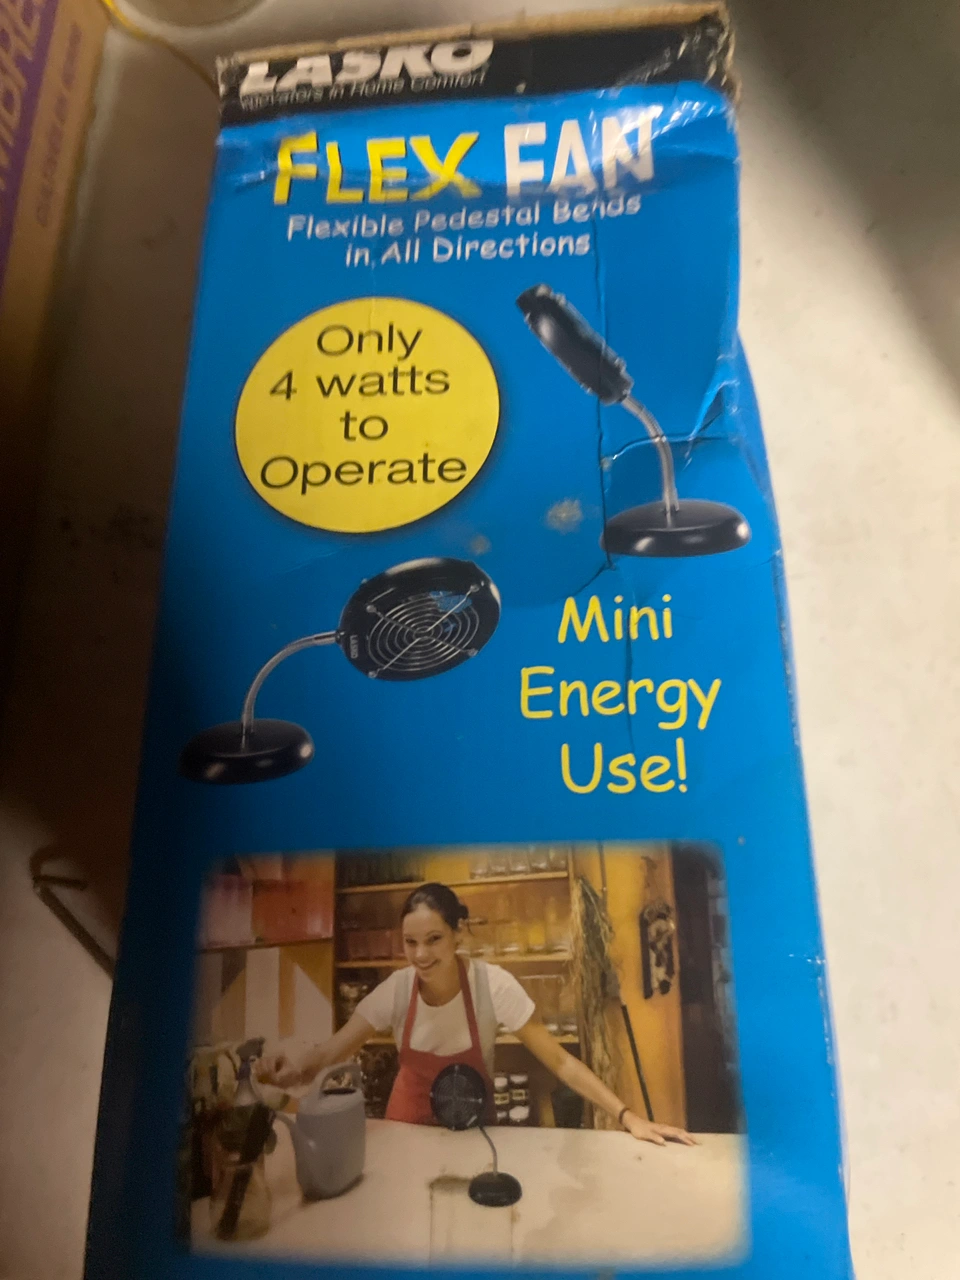 LASKO
in Home Comfort
FLEX FAN
Flexible Pedestal Bends
in All Directions
Only
4 watts
to
Operate
LASKO
Mini
Energy
Use!